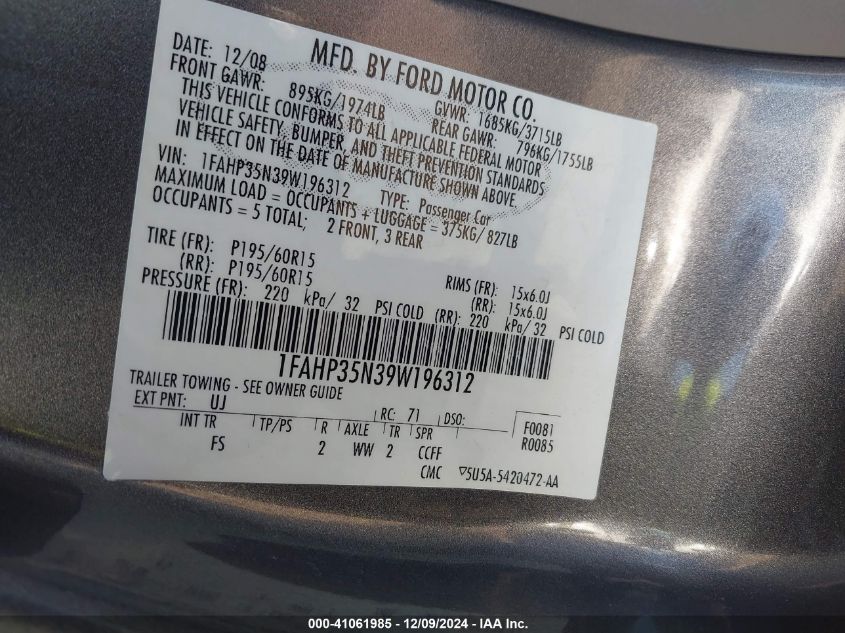 MFD. BY FORD MOTOR CO.
DATE: 12/08 GVWR: 1685KG/3715LB
FRONT GAWR: 895KG/1974LB REAR GAWR: 796KG/1755LB
THIS VEHICLE CONFORMS TO ALL APPLICABLE FEDERAL MOTOR
VEHICLE SAFETY, BUMPER, AND THEFT PREVENTION STANDARDS
IN EFFECT ON THE DATE OF MANUFACTURE SHOWN ABOVE.
VIN: 1FAHP35N39W196312 TYPE: Passenger Car
MAXIMUM LOAD = OCCUPANTS + LUGGAGE = 375KG/827LB
OCCUPANTS = 5 TOTAL; 2 FRONT, 3 REAR
TIRE (FR): P195/60R15 RIMS (FR): 15x6.0J
(RR): P195/60R15 (RR): 15x6.0J
PRESSURE (FR): 220 kPa/ 32 PSI COLD (RR): 220 kPa/ 32 PSI COLD
1FAHP35N39W196312
TRAILER TOWING - SEE OWNER GUIDE
EXT PNT: UJ RC: 71 DSO: F0081
INT TR TP/PS R AXLE TR SPR R0085
FS 2 WW 2 CCFF
CMC ▽5U5A-5420472-AA
000-41061985 - 12/09/2024 - IAA Inc.